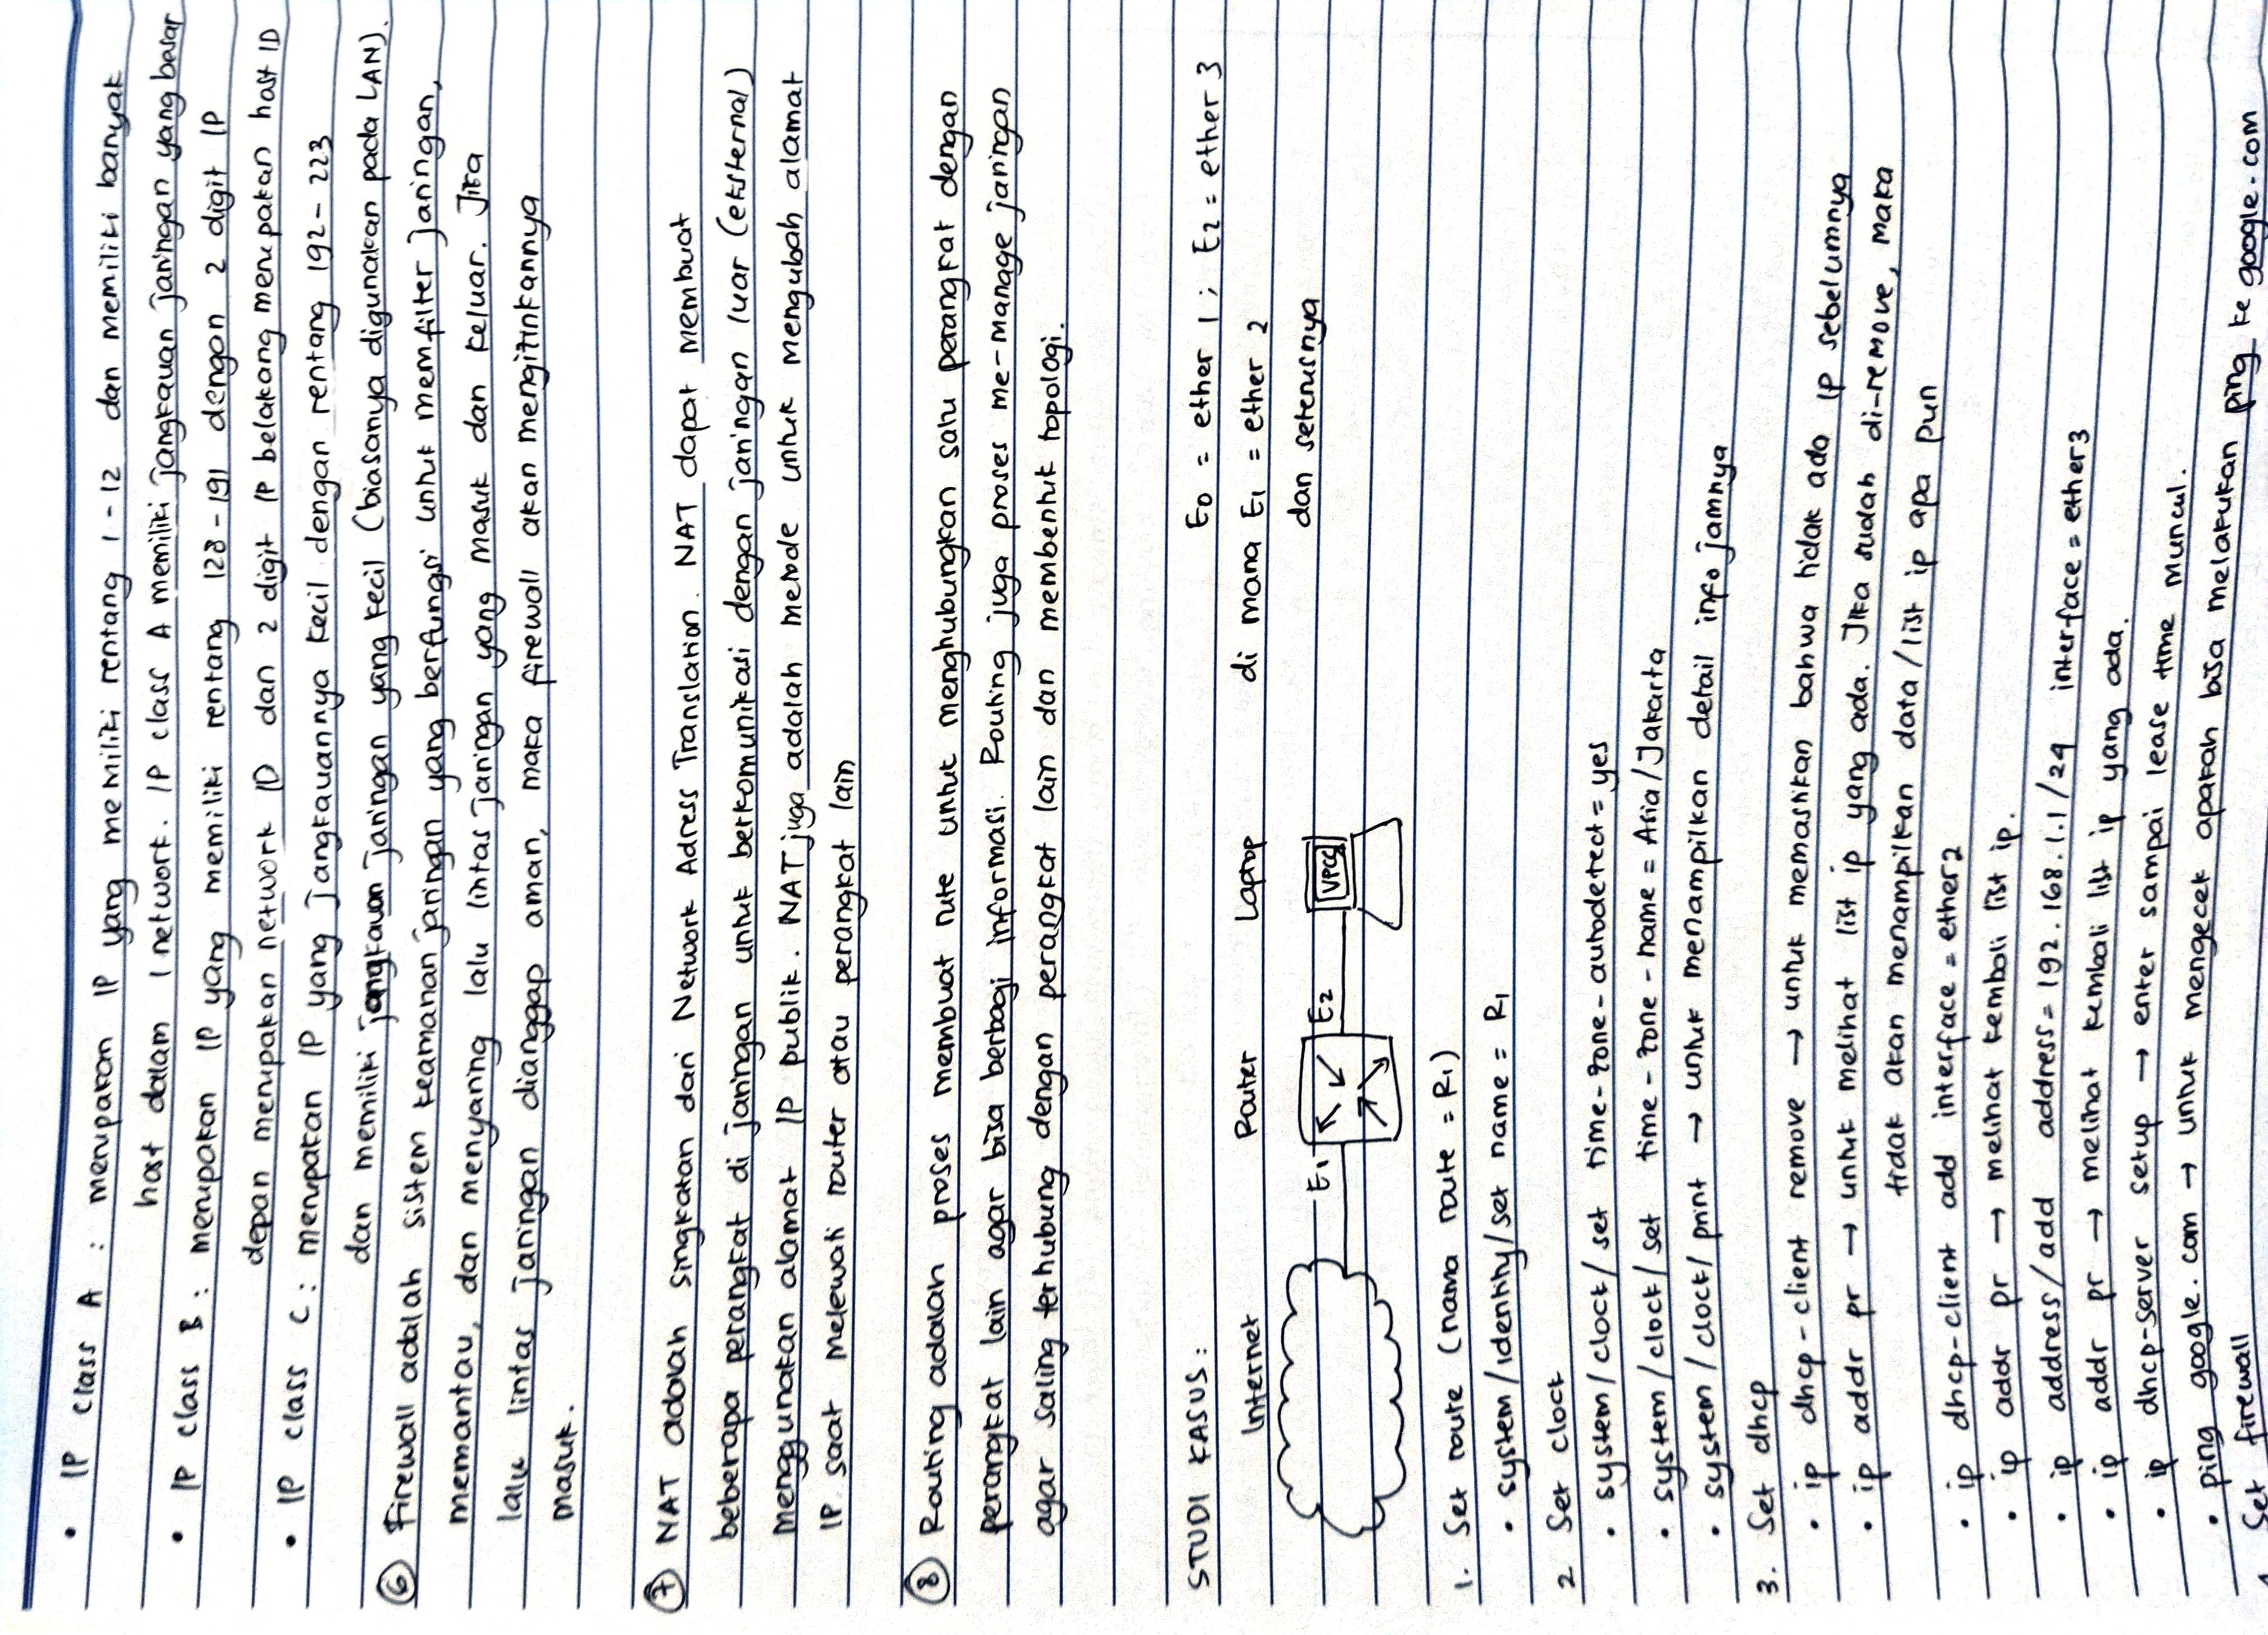 • IP class A : merupakan IP yang memiliki rentang 1 - 12 dan memiliki banyak
host dalam 1 network. IP class A memiliki jangkauan jaringan yang besar
• IP class B : merupakan IP yang memiliki rentang 128 - 191 dengan 2 digit IP
depan merupakan network ID dan 2 digit IP belakang merupakan host ID
• IP class C : merupakan IP yang jangkauannya kecil dengan rentang 192 - 223
dan memiliki jangkauan jaringan yang kecil (biasanya digunakan pada LAN).
⑥ Firewall adalah sistem keamanan jaringan yang berfungsi untuk memfilter jaringan,
memantau, dan menyaring lalu lintas jaringan yang masuk dan keluar. Jika
lalu lintas jaringan dianggap aman, maka firewall akan mengizinkannya
masuk.
⑦ NAT adalah singkatan dari Network Adress Translation. NAT dapat membuat
beberapa perangkat di jaringan untuk berkomunikasi dengan jaringan luar (eksternal)
menggunakan alamat IP publik. NAT juga adalah metode untuk mengubah alamat
IP saat melewati router atau perangkat lain
⑧ Routing adalah proses membuat rute untuk menghubungkan satu perangkat dengan
perangkat lain agar bisa berbagi informasi. Routing juga proses me-manage jaringan
agar saling terhubung dengan perangkat lain dan membentuk topologi.
STUDI KASUS :
E0 = ether 1 ; E2 = ether 3
Internet Router Laptop di mana E1 = ether 2
dan seterusnya
E1 E2 VPCS
1. Set route (nama route = R1)
• system/identity/set name = R1
2 Set clock
• system/clock/set time-zone-autodetect = yes
• system/clock/set time-zone-name = Asia/Jakarta
• system/clock/print → untuk menampilkan detail info jamnya
3. Set dhcp
• ip dhcp-client remove → untuk memastikan bahwa tidak ada ip sebelumnya
• ip addr pr → untuk melihat list ip yang ada. Jika sudah di-remove, maka
tidak akan menampilkan data/list ip apa pun
• ip dhcp-client add interface = ether2
• ip addr pr → melihat kembali list ip.
• ip address/add address = 192.168.1.1/24 interface = ether3
• ip addr pr → melihat kembali list ip yang ada.
• ip dhcp-server setup → enter sampai lease time muncul.
• ping google.com → untuk mengecek apakah bisa melakukan ping ke google.com
Set firewall